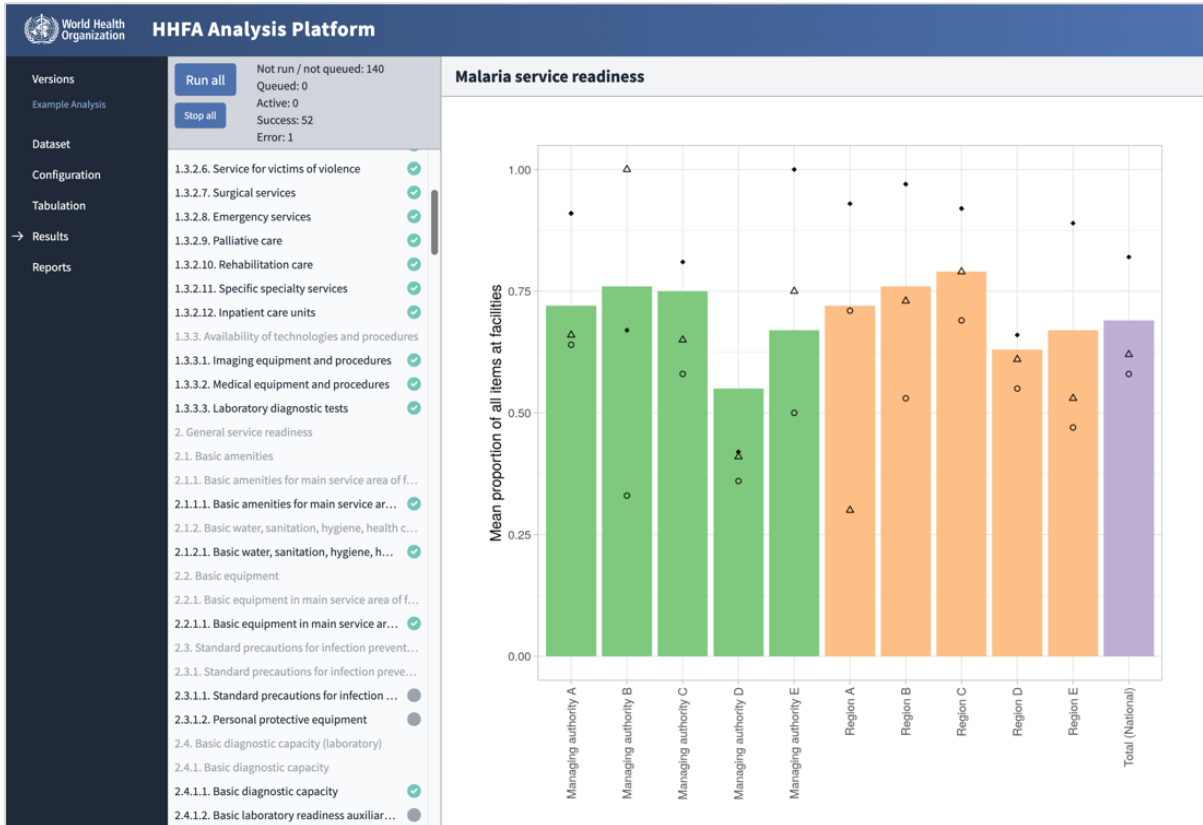 World Health
Organization
HHFA Analysis Platform
Versions
Example Analysis
Dataset
Configuration
Tabulation
Results
Reports
Run all
Stop all
Not run / not queued: 140
Queued: 0
Active: 0
Success: 52
Error: 1
1.3.2.6. Service for victims of violence
1.3.2.7. Surgical services
1.3.2.8. Emergency services
1.3.2.9. Palliative care
1.3.2.10. Rehabilitation care
1.3.2.11. Specific specialty services
1.3.2.12. Inpatient care units
1.3.3. Availability of technologies and procedures
1.3.3.1. Imaging equipment and procedures
1.3.3.2. Medical equipment and procedures
1.3.3.3. Laboratory diagnostic tests
2. General service readiness
2.1. Basic amenities
2.1.1. Basic amenities for main service area of f...
2.1.1.1. Basic amenities for main service ar...
2.1.2. Basic water, sanitation, hygiene, health c...
2.1.2.1. Basic water, sanitation, hygiene, h...
2.2. Basic equipment
2.2.1. Basic equipment in main service area of f...
2.2.1.1. Basic equipment in main service ar...
2.3. Standard precautions for infection prevent...
2.3.1. Standard precautions for infection preve...
2.3.1.1. Standard precautions for infection ...
2.3.1.2. Personal protective equipment
2.4. Basic diagnostic capacity (laboratory)
2.4.1. Basic diagnostic capacity
2.4.1.1. Basic diagnostic capacity
2.4.1.2. Basic laboratory readiness auxiliar...
Malaria service readiness
Mean proportion of all items at facilities
1.00
0.75
0.50
0.25
0.00
Managing authority A
Managing authority B
Managing authority C
Managing authority D
Managing authority E
Region A
Region B
Region C
Region D
Region E
Total (National)